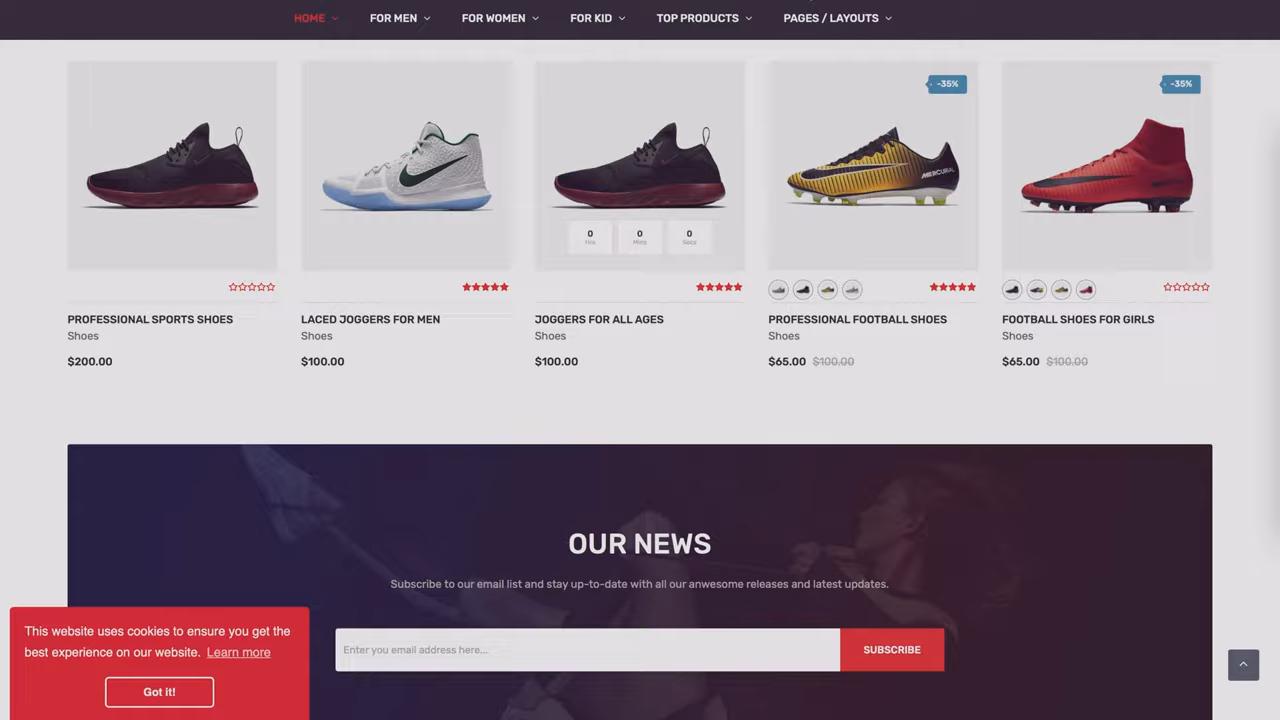 HOME FOR MEN FOR WOMEN FOR KID TOP PRODUCTS PAGES / LAYOUTS
-35% -35%
MERCURIAL
0 0 0
Hrs Mins Secs
PROFESSIONAL SPORTS SHOES
Shoes
$200.00
LACED JOGGERS FOR MEN
Shoes
$100.00
JOGGERS FOR ALL AGES
Shoes
$100.00
PROFESSIONAL FOOTBALL SHOES
Shoes
$65.00 $100.00
FOOTBALL SHOES FOR GIRLS
Shoes
$65.00 $100.00
OUR NEWS
Subscribe to our email list and stay up-to-date with all our anwesome releases and latest updates.
Enter you email address here...
SUBSCRIBE
This website uses cookies to ensure you get the
best experience on our website. Learn more
Got it!